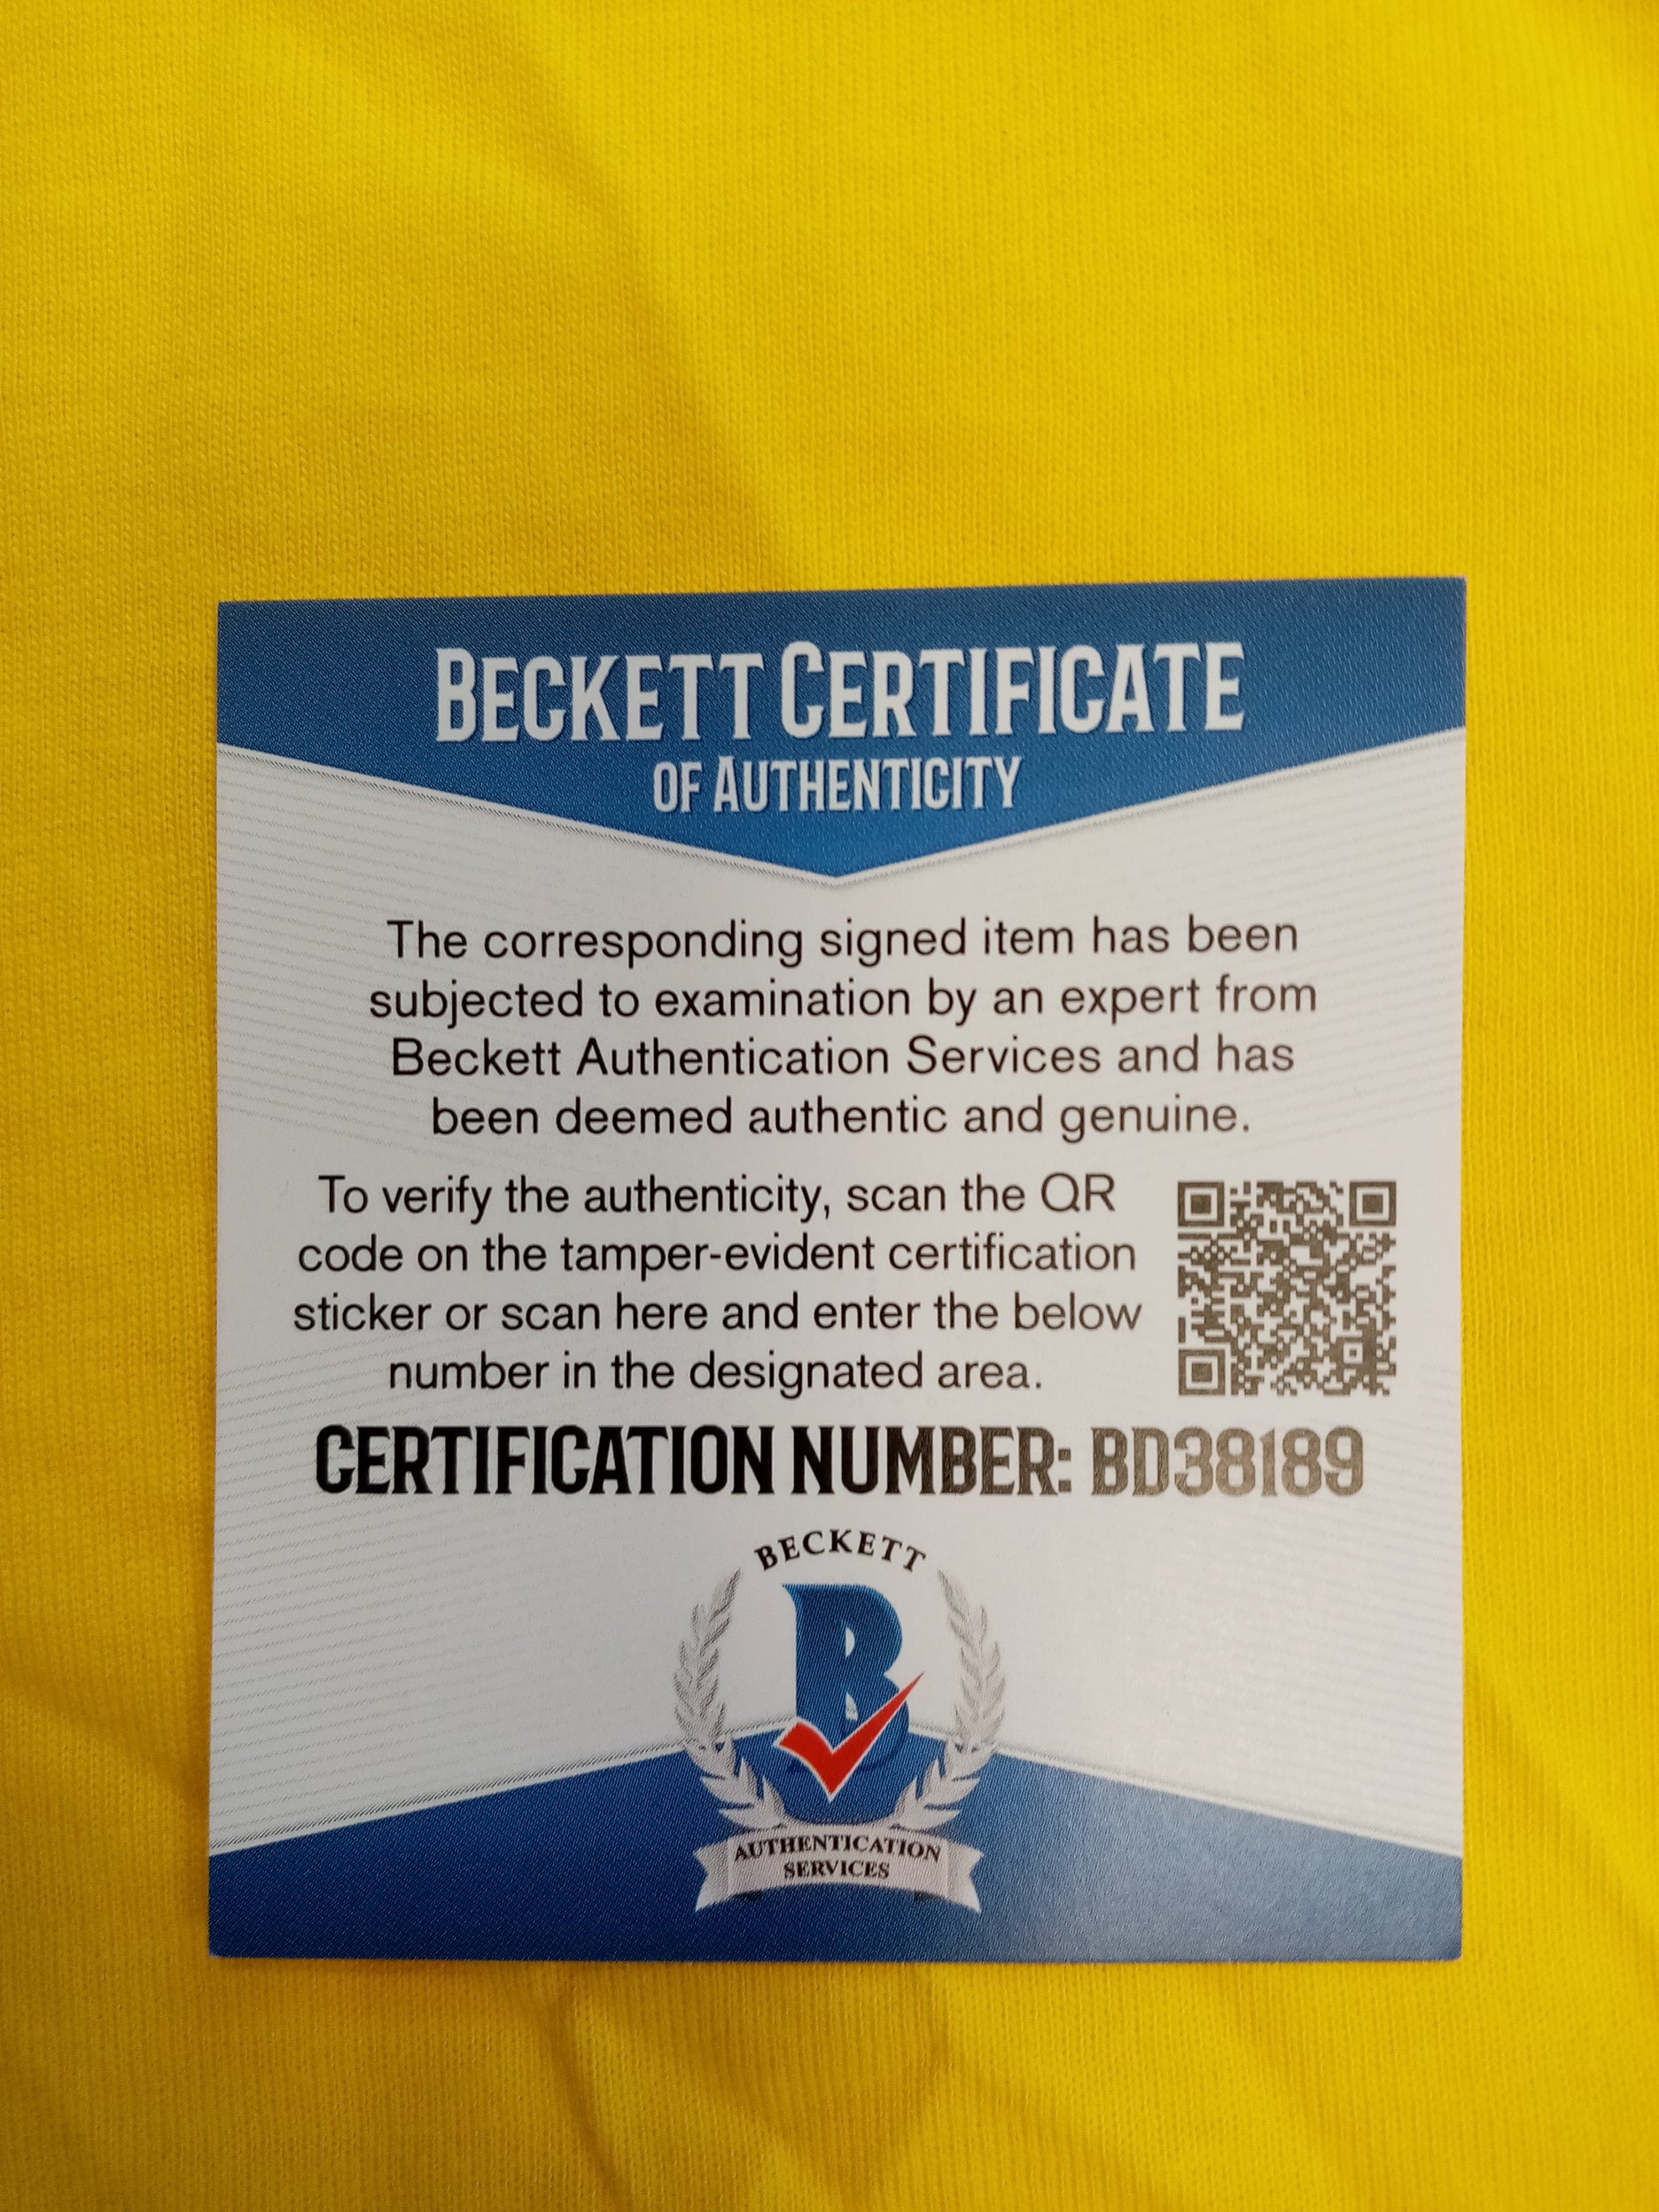 BECKETT CERTIFICATE
OF AUTHENTICITY
The corresponding signed item has been
subjected to examination by an expert from
Beckett Authentication Services and has
been deemed authentic and genuine.
To verify the authenticity, scan the QR
code on the tamper-evident certification
sticker or scan here and enter the below
number in the designated area.
CERTIFICATION NUMBER: BD38189
BECKETT
B
AUTHENTICATION
SERVICES